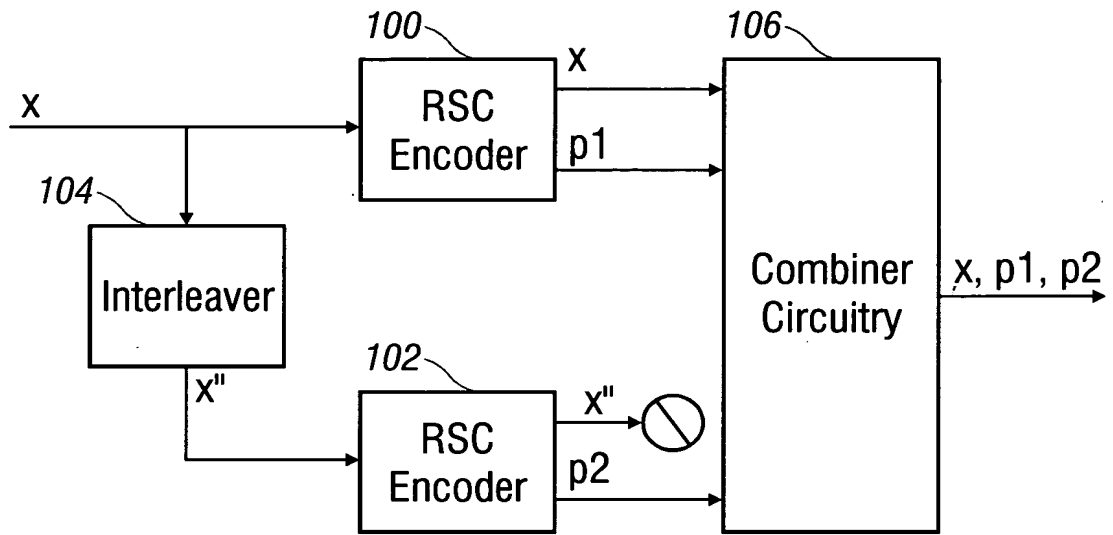 100
106
x
RSC
Encoder
x
p1
104
Interleaver
x"
Combiner
Circuitry
x, p1, p2
102
RSC
Encoder
x"
p2